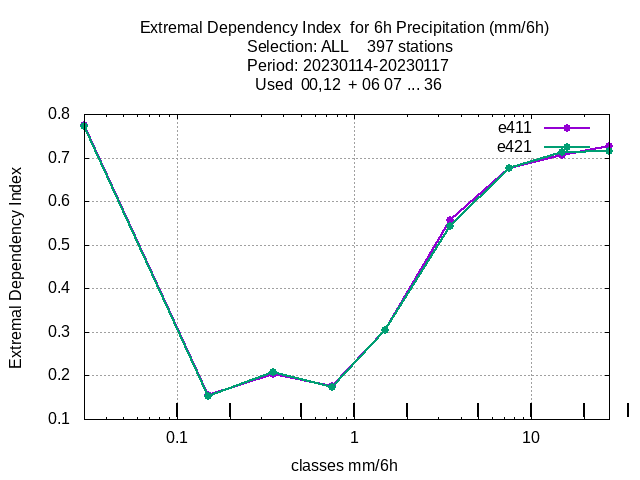 Extremal Dependency Index  for 6h Precipitation (mm/6h)
Selection: ALL    397 stations
Period: 20230114-20230117
Used  00,12  + 06 07 ... 36
e411
e421
0.8
0.7
0.6
0.5
0.4
0.3
0.2
0.1
Extremal Dependency Index
0.1 1 10
classes mm/6h